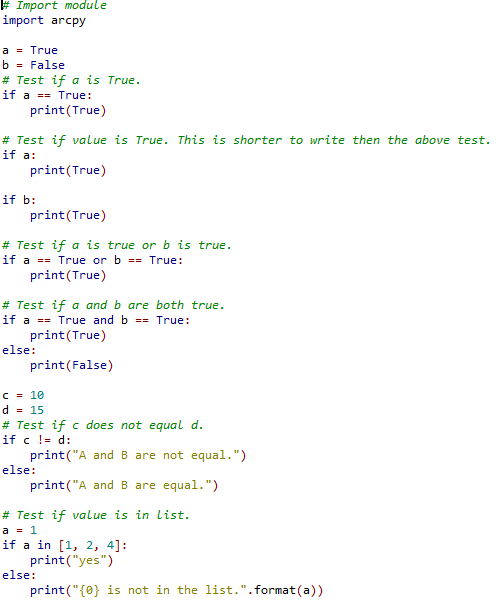 # Import module
import arcpy

a = True
b = False
# Test if a is True.
if a == True:
    print(True)

# Test if value is True. This is shorter to write then the above test.
if a:
    print(True)

if b:
    print(True)

# Test if a is true or b is true.
if a == True or b == True:
    print(True)

# Test if a and b are both true.
if a == True and b == True:
    print(True)
else:
    print(False)

c = 10
d = 15
# Test if c does not equal d.
if c != d:
    print("A and B are not equal.")
else:
    print("A and B are equal.")

# Test if value is in list.
a = 1
if a in [1, 2, 4]:
    print("yes")
else:
    print("{0} is not in the list.".format(a))